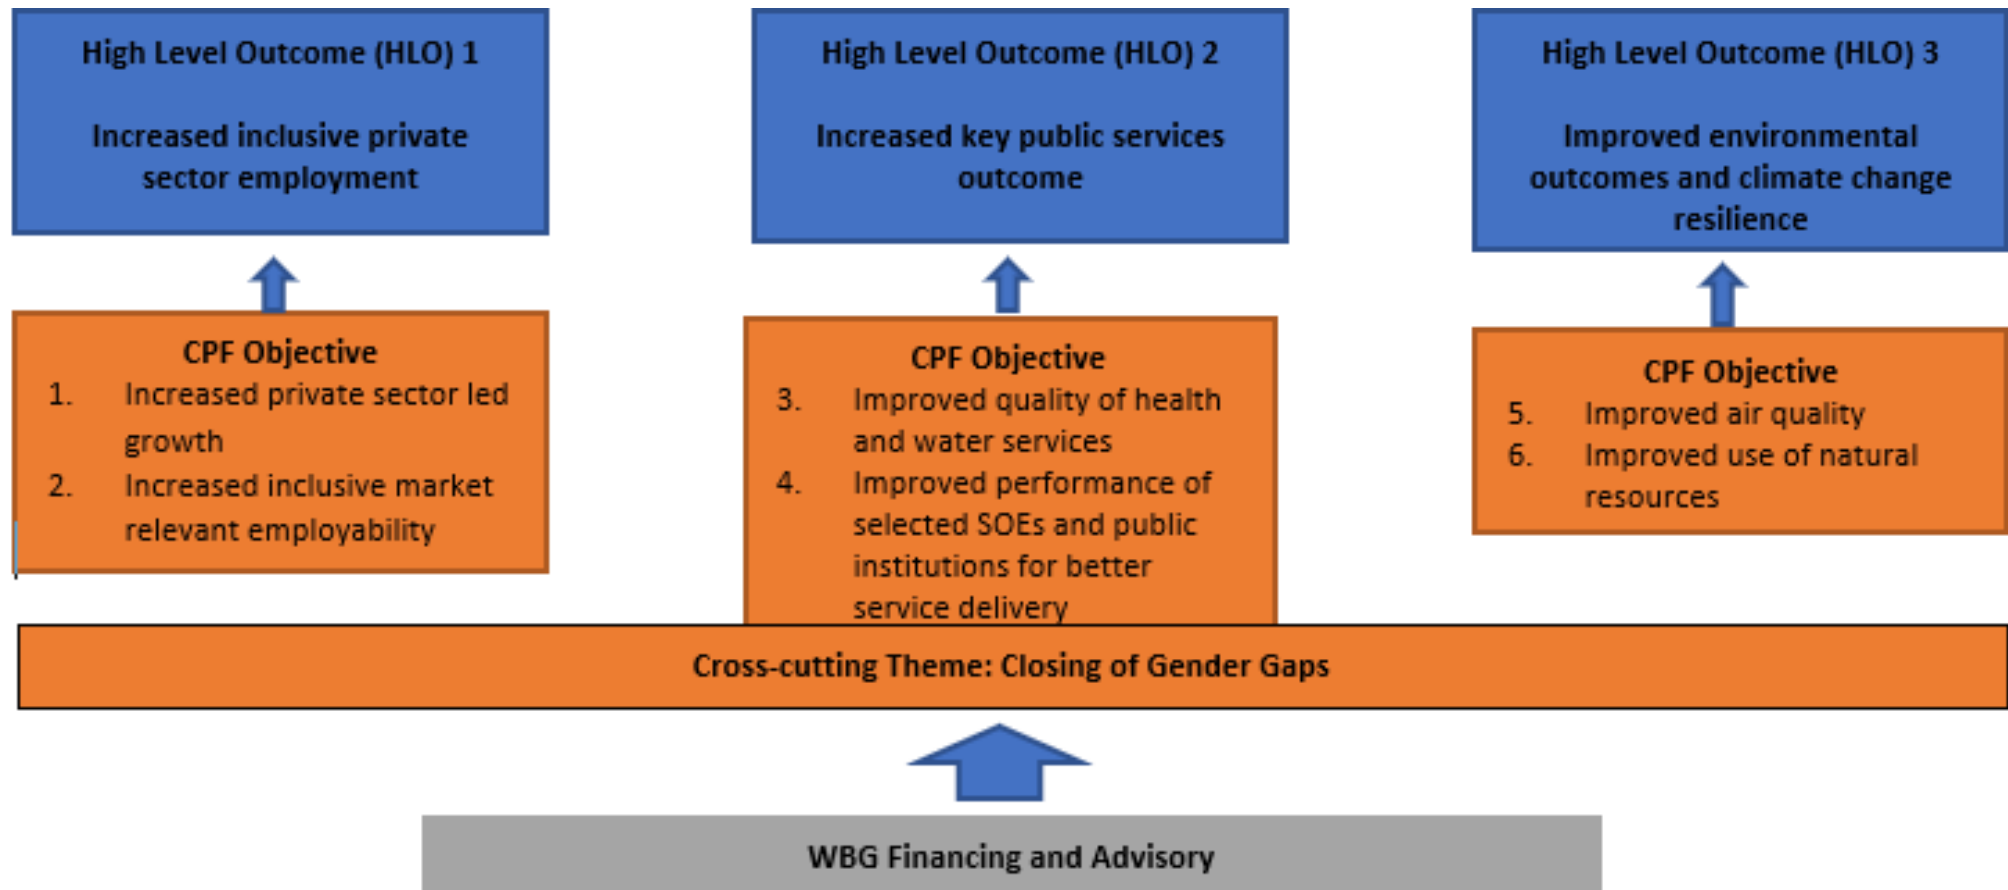 High Level Outcome (HLO) 1
Increased inclusive private
sector employment
High Level Outcome (HLO) 2
Increased key public services
outcome
High Level Outcome (HLO) 3
Improved environmental
outcomes and climate change
resilience
CPF Objective
1. Increased private sector led
growth
2. Increased inclusive market
relevant employability
CPF Objective
3. Improved quality of health
and water services
4. Improved performance of
selected SOEs and public
institutions for better
service delivery
CPF Objective
5. Improved air quality
6. Improved use of natural
resources
Cross-cutting Theme: Closing of Gender Gaps
WBG Financing and Advisory